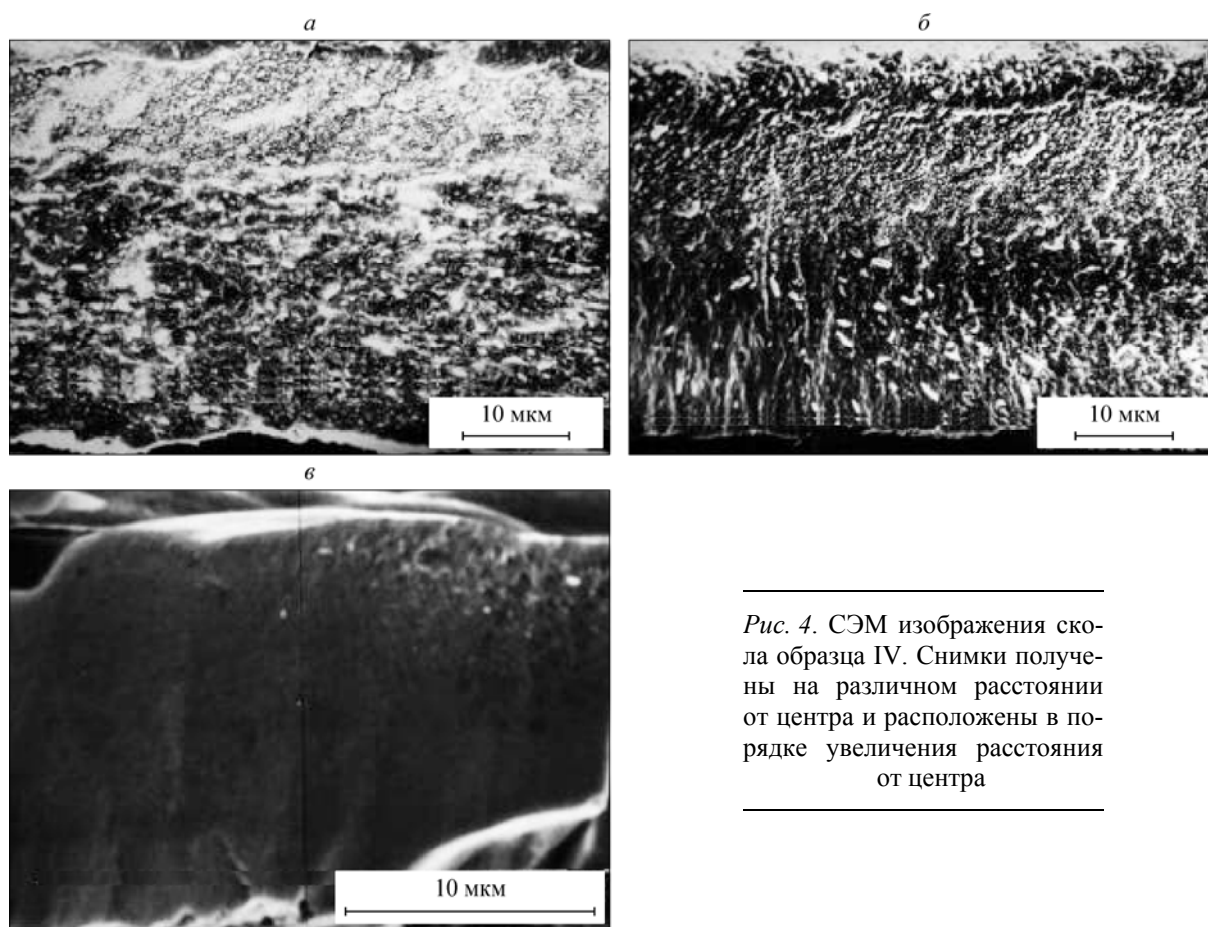 а
б
10 мкм
10 мкм
в
10 мкм
Рис. 4. СЭМ изображения ско-
ла образца IV. Снимки получе-
ны на различном расстоянии
от центра и расположены в по-
рядке увеличения расстояния
от центра